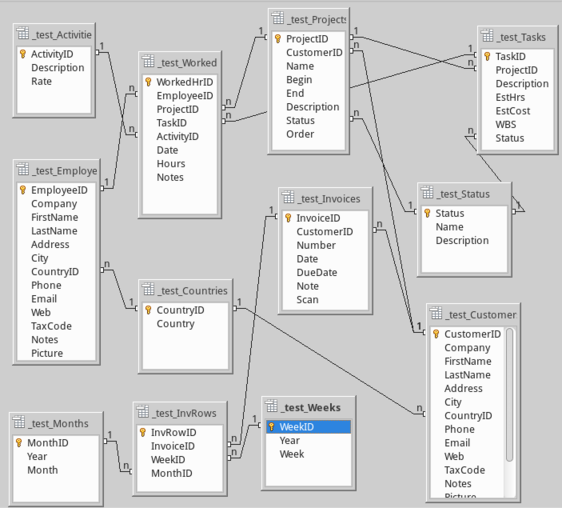 _test_Activitie
ActivityID
Description
Rate
_test_Worked
WorkedHrID
EmployeeID
ProjectID
TaskID
ActivityID
Date
Hours
Notes
_test_Projects
ProjectID
CustomerID
Name
Begin
End
Description
Status
Order
_test_Tasks
TaskID
ProjectID
Description
EstHrs
EstCost
WBS
Status
_test_Employe
EmployeeID
Company
FirstName
LastName
Address
City
CountryID
Phone
Email
Web
TaxCode
Notes
Picture
_test_Invoices
InvoiceID
CustomerID
Number
Date
DueDate
Note
Scan
_test_Status
Status
Name
Description
_test_Countries
CountryID
Country
_test_Customer
CustomerID
Company
FirstName
LastName
Address
City
CountryID
Phone
Email
Web
TaxCode
Notes
Picture
_test_Months
MonthID
Year
Month
_test_InvRows
InvRowID
InvoiceID
WeekID
MonthID
_test_Weeks
WeekID
Year
Week
1
n
n
n
1
n
n
1
1
n
n
n
1
n
n
1
1
n
1
n
1
1
n
1
1
n
1
n
n
n
1
n